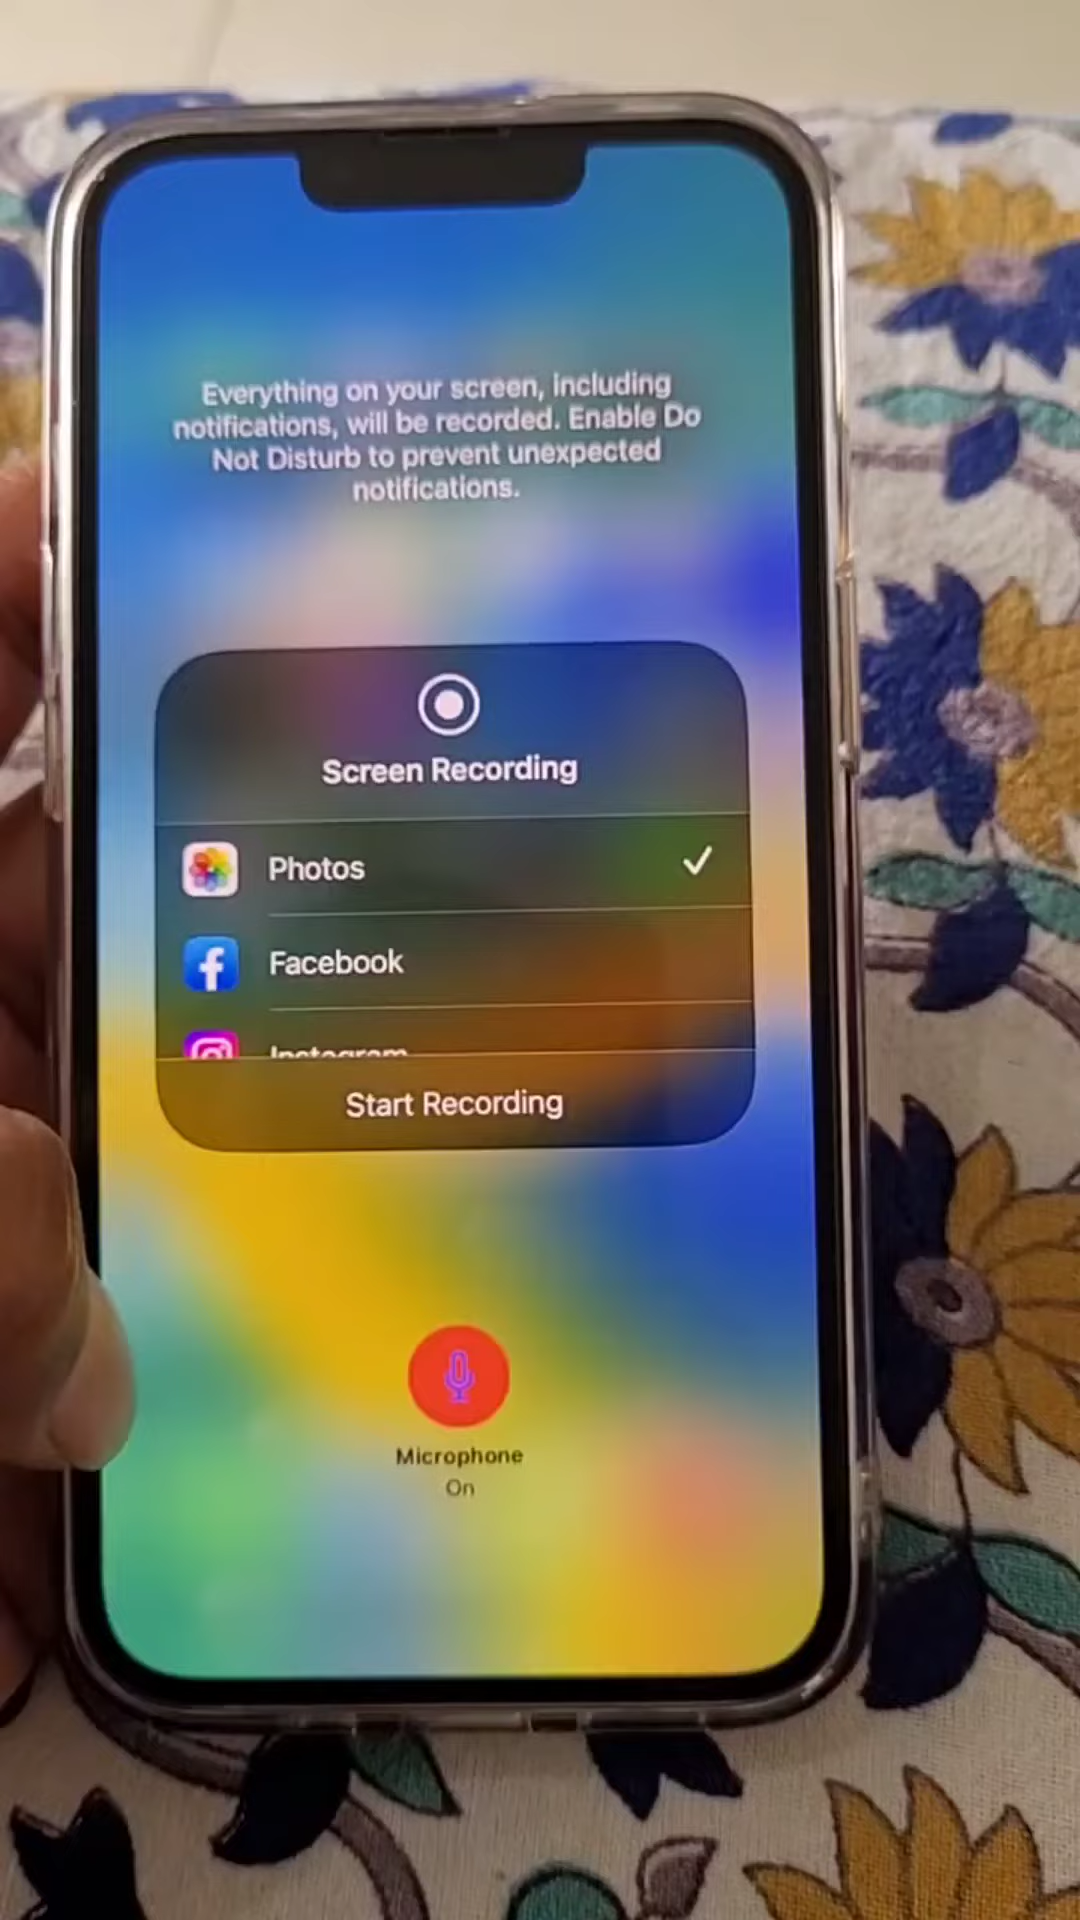 Everything on your screen, including
notifications, will be recorded. Enable Do
Not Disturb to prevent unexpected
notifications.
Screen Recording
Photos
Facebook
Instagram
Start Recording
Microphone
On